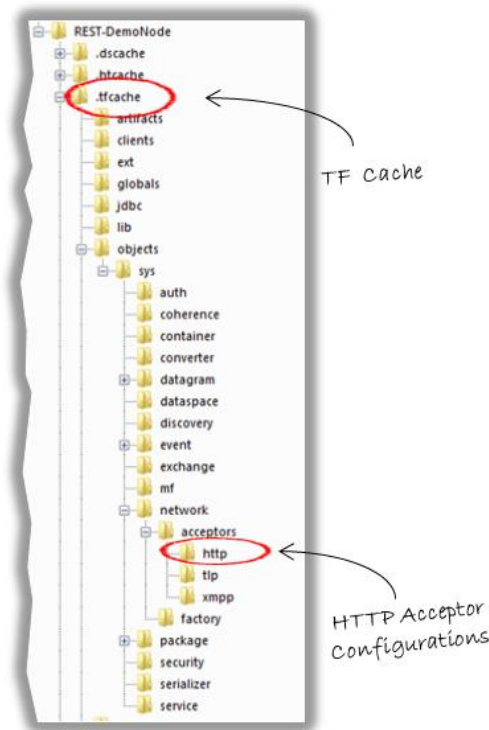 REST-DemoNode
.dscache
.htcache
.tfcache
artifacts
clients
ext
globals
jdbc
lib
objects
sys
auth
coherence
container
converter
datagram
dataspace
discovery
event
exchange
mf
network
acceptors
http
tlp
xmpp
factory
package
security
serializer
service
TF Cache
HTTP Acceptor
Configurations